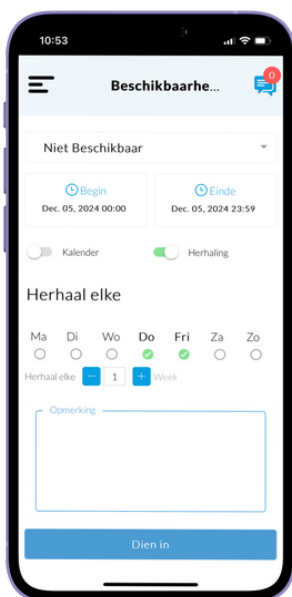 10:53
Beschikbaarhe...
0
Niet Beschikbaar
Begin
Dec. 05, 2024 00:00
Einde
Dec. 05, 2024 23:59
Kalender
Herhaling
Herhaal elke
Ma Di Wo Do Fri Za Zo
Herhaal elke − 1 + Week
Opmerking
Dien in